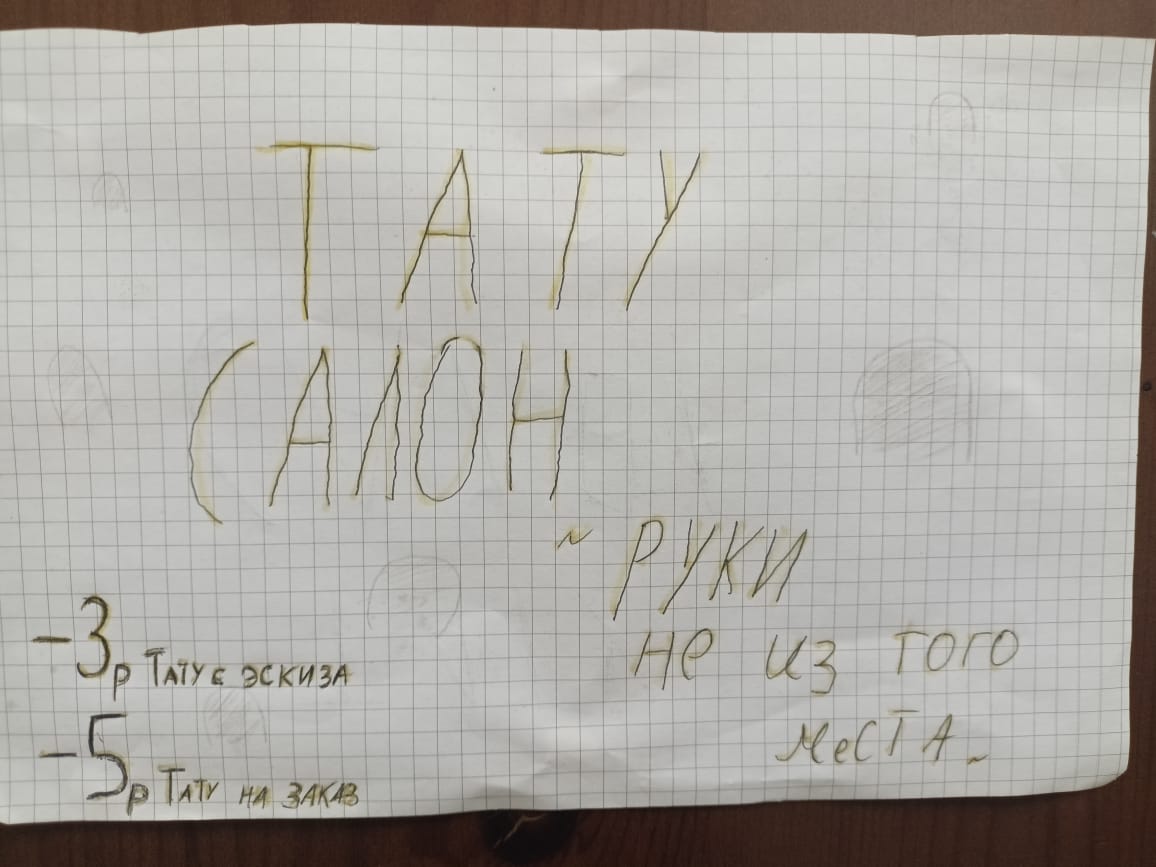 ТАТУ
САЛОН
~ РУКИ
не из того
места ~
-3р Тату с эскиза
-5р Тату на заказ